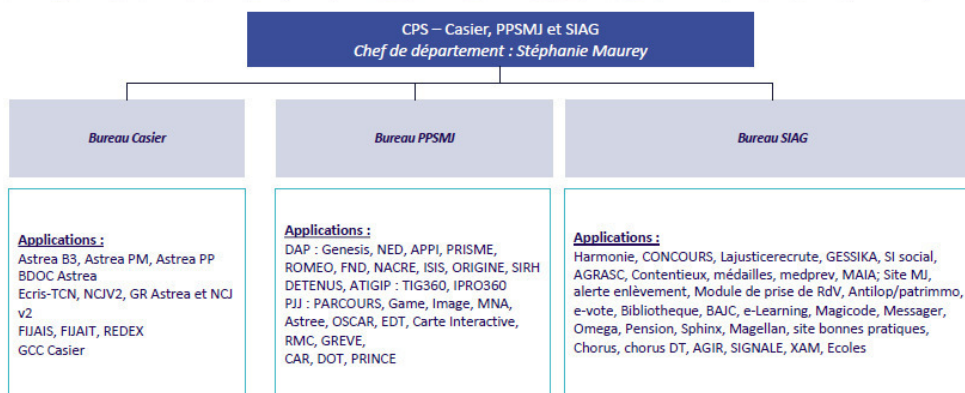 CPS – Casier, PPSMJ et SIAG
Chef de département : Stéphanie Maurey
Bureau Casier
Bureau PPSMJ
Bureau SIAG
Applications :
Astrea B3, Astrea PM, Astrea PP
BDOC Astrea
Ecris-TCN, NCJV2, GR Astrea et NCJ
v2
FIJAIS, FIJAIT, REDEX
GCC Casier
Applications :
DAP : Genesis, NED, APPI, PRISME,
ROMEO, FND, NACRE, ISIS, ORIGINE, SIRH
DETENUS, ATIGIP : TIG360, IPRO360
PJJ : PARCOURS, Game, Image, MNA,
Astree, OSCAR, EDT, Carte Interactive,
RMC, GREVE,
CAR, DOT, PRINCE
Applications :
Harmonie, CONCOURS, Lajusticerecrute, GESSIKA, SI social,
AGRASC, Contentieux, médailles, medprev, MAIA; Site MJ,
alerte enlèvement, Module de prise de RdV, Antilop/patrimmo,
e-vote, Bibliotheque, BAJC, e-Learning, Magicode, Messager,
Omega, Pension, Sphinx, Magellan, site bonnes pratiques,
Chorus, chorus DT, AGIR, SIGNALE, XAM, Ecoles